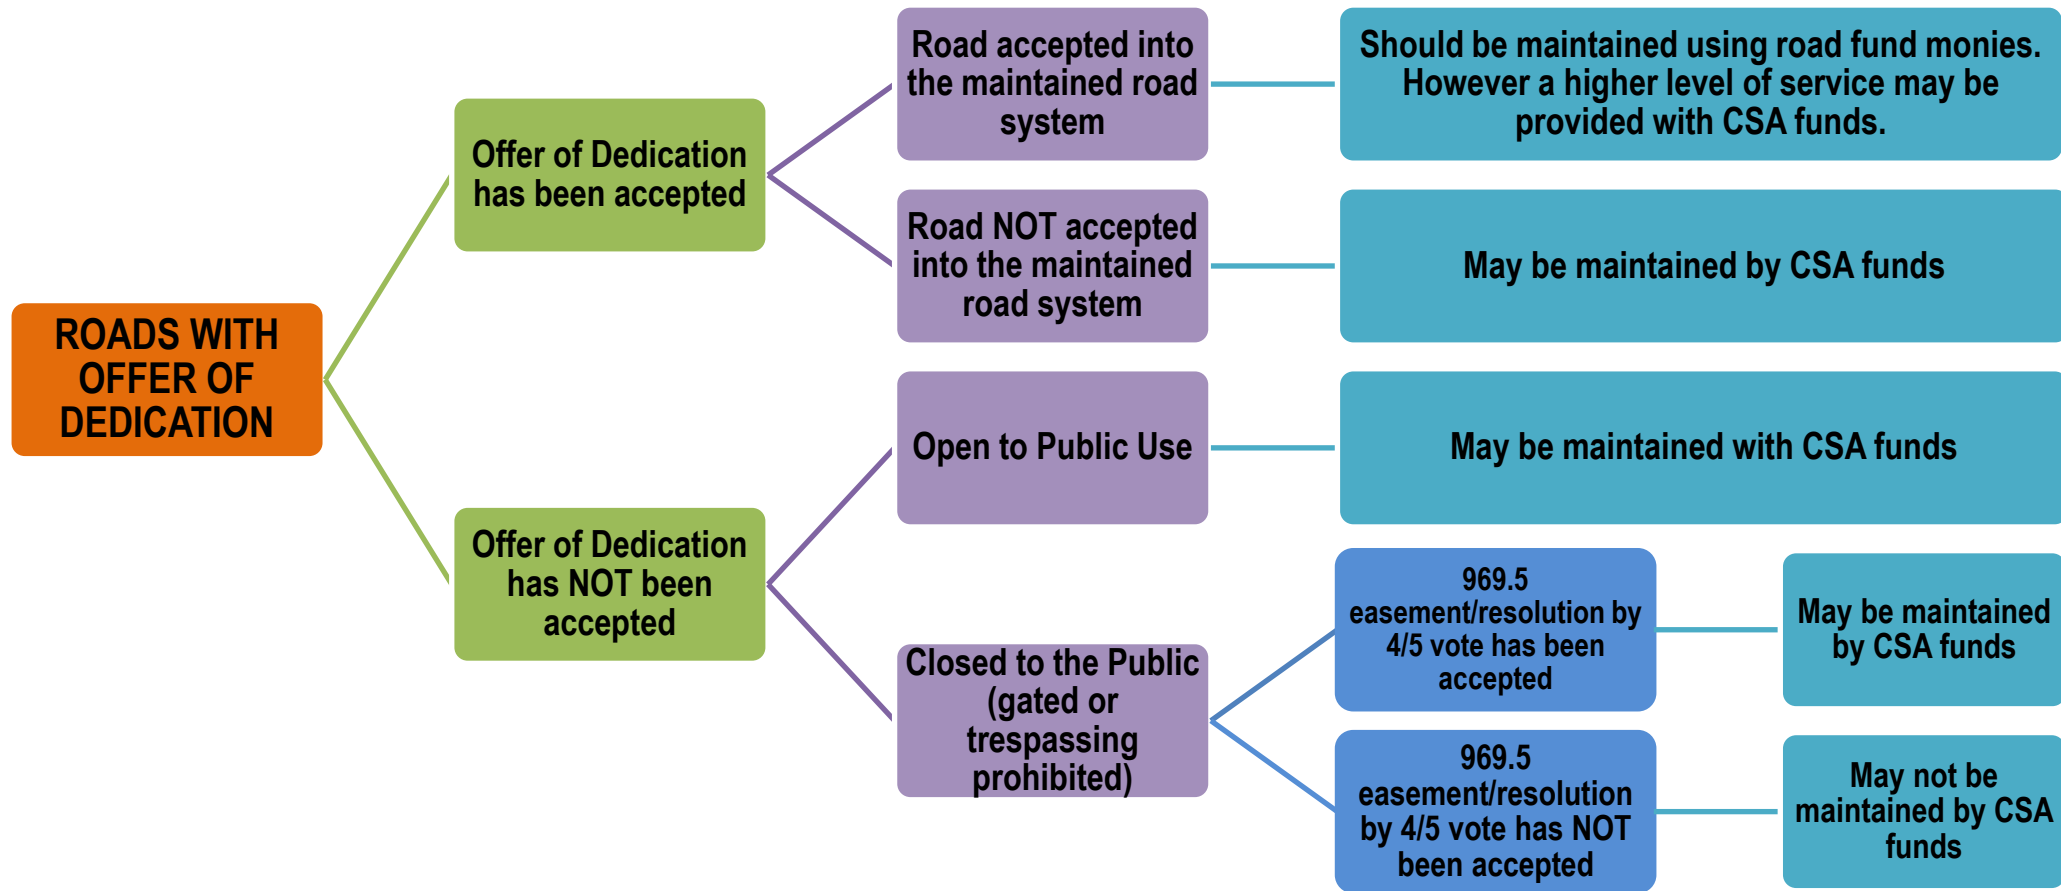 ROADS WITH
OFFER OF
DEDICATION
Offer of Dedication
has been accepted
Road accepted into
the maintained road
system
Should be maintained using road fund monies.
However a higher level of service may be
provided with CSA funds.
Road NOT accepted
into the maintained
road system
May be maintained by CSA funds
Offer of Dedication
has NOT been
accepted
Open to Public Use
May be maintained with CSA funds
Closed to the Public
(gated or
trespassing
prohibited)
969.5
easement/resolution by
4/5 vote has been
accepted
May be maintained
by CSA funds
969.5
easement/resolution
by 4/5 vote has NOT
been accepted
May not be
maintained by CSA
funds